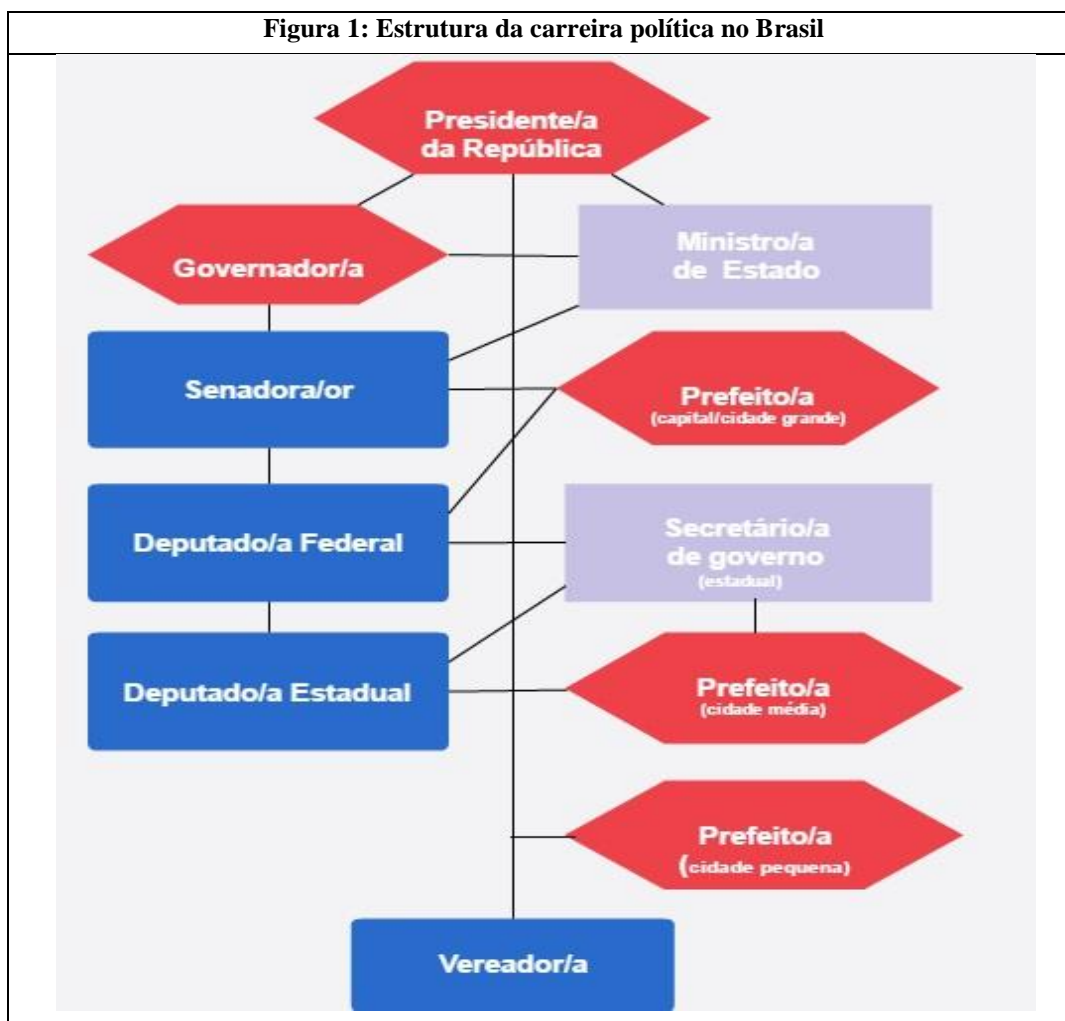 Figura 1: Estrutura da carreira política no Brasil
Presidente/a
da República
Governador/a
Ministro/a
de Estado
Senadora/or
Prefeito/a
(capital/cidade grande)
Deputado/a Federal
Secretário/a
de governo
(estadual)
Deputado/a Estadual
Prefeito/a
(cidade média)
Prefeito/a
(cidade pequena)
Vereador/a